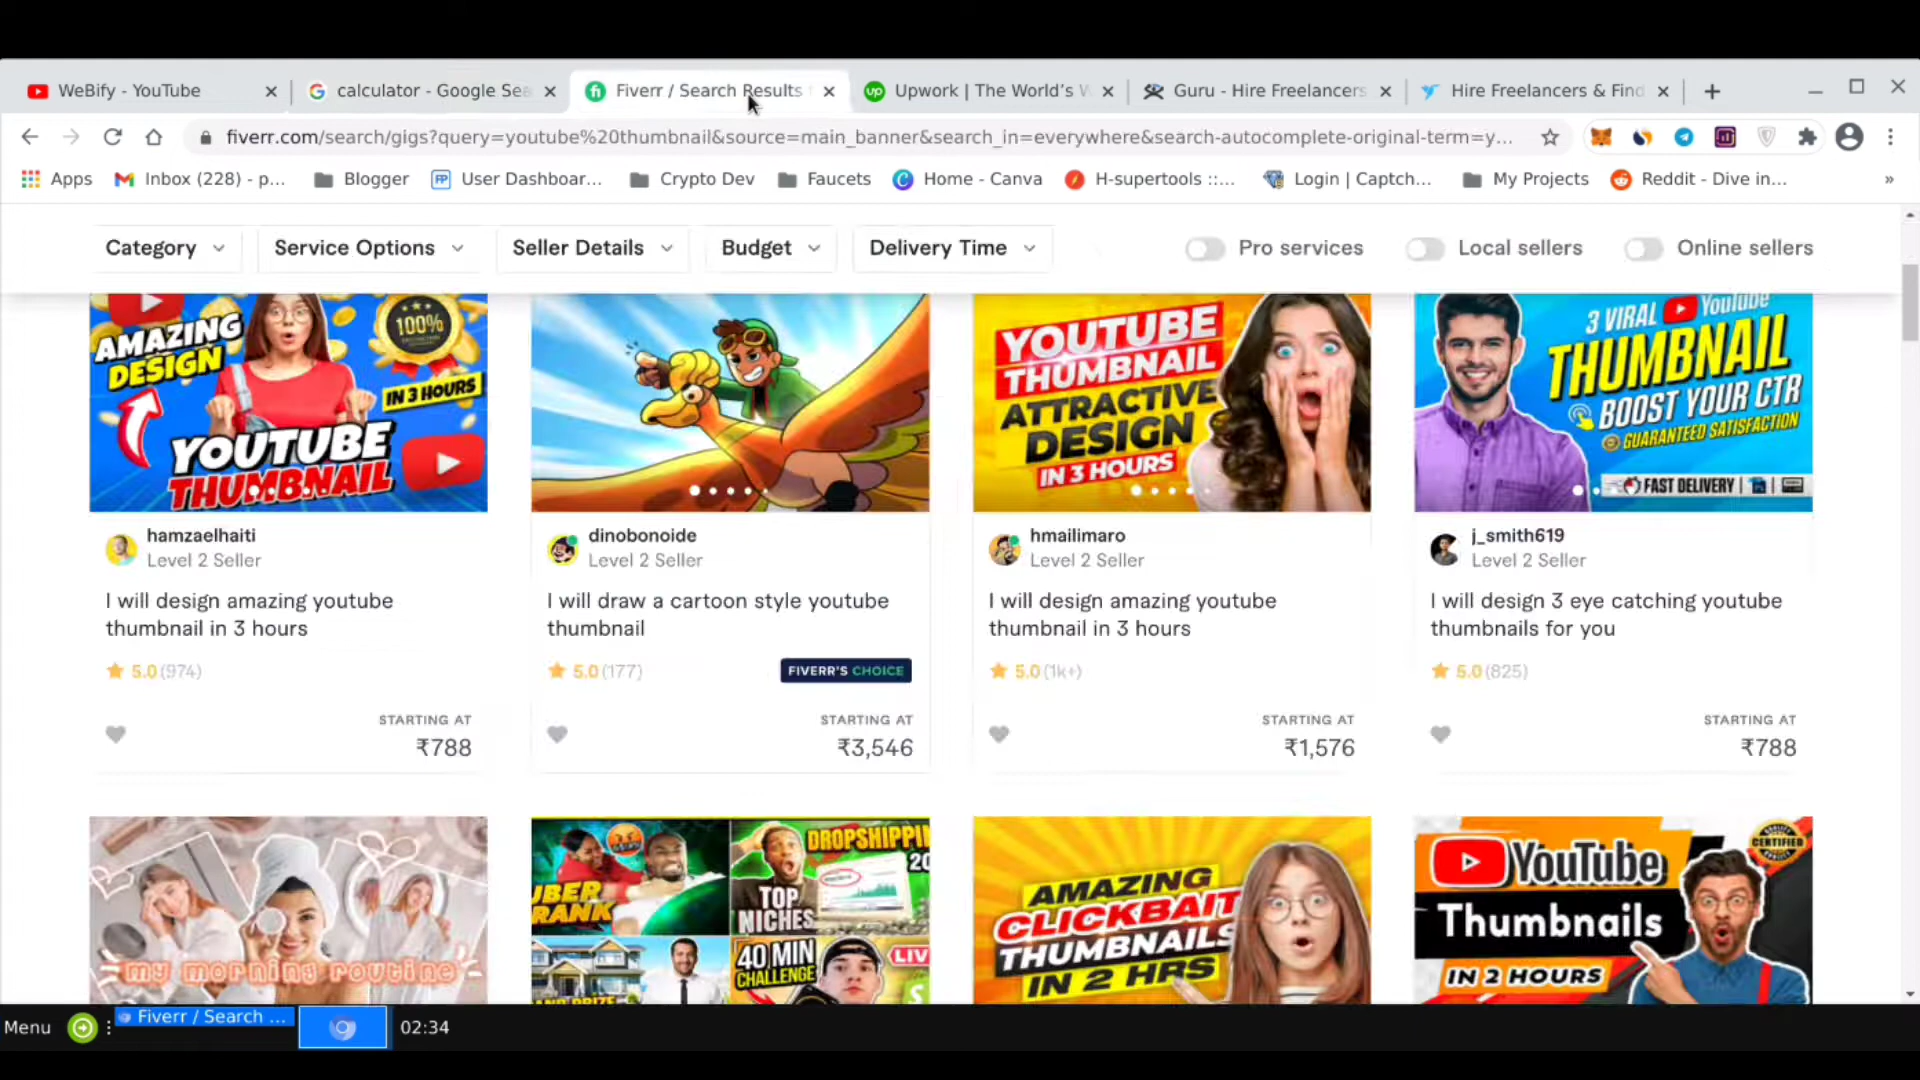 WeBify - YouTube
calculator - Google Sea
Fiverr / Search Results f
Upwork | The World's W
Guru - Hire Freelancers
Hire Freelancers & Find
fiverr.com/search/gigs?query=youtube%20thumbnail&source=main_banner&search_in=everywhere&search-autocomplete-original-term=y...
Apps
Inbox (228) - p...
Blogger
User Dashboar...
Crypto Dev
Faucets
Home - Canva
H-supertools ::...
Login | Captch...
My Projects
Reddit - Dive in...
»
Category
Service Options
Seller Details
Budget
Delivery Time
Pro services
Local sellers
Online sellers
AMAZING
DESIGN
100%
IN 3 HOURS
YOUTUBE
THUMBNAIL
YOUTUBE
THUMBNAIL
ATTRACTIVE
DESIGN
IN 3 HOURS
3 VIRAL YouTube
THUMBNAIL
BOOST YOUR CTR
GUARANTEED SATISFACTION
FAST DELIVERY
hamzaelhaiti
Level 2 Seller
I will design amazing youtube
thumbnail in 3 hours
5.0 (974)
STARTING AT
₹788
dinobonoide
Level 2 Seller
I will draw a cartoon style youtube
thumbnail
5.0 (177)
FIVERR'S CHOICE
STARTING AT
₹3,546
hmailimaro
Level 2 Seller
I will design amazing youtube
thumbnail in 3 hours
5.0 (1k+)
STARTING AT
₹1,576
j_smith619
Level 2 Seller
I will design 3 eye catching youtube
thumbnails for you
5.0 (825)
STARTING AT
₹788
my morning routine
UBER
RANK
DROPSHIPPIN
20
TOP
NICHES
40 MIN
CHALLENGE
LIV
AMAZING
CLICKBAIT
THUMBNAILS
IN 2 HRS
YouTube
Thumbnails
IN 2 HOURS
CERTIFIED
Menu
Fiverr / Search ...
02:34